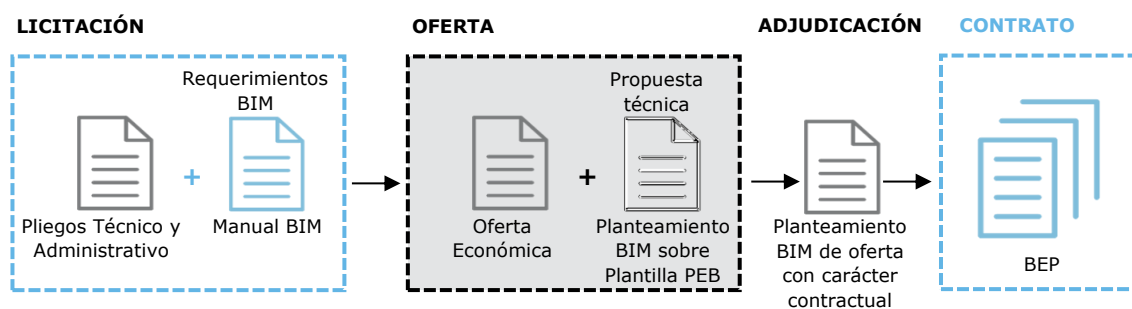 LICITACIÓN
Requerimientos
BIM
+
Pliegos Técnico y
Administrativo
Manual BIM
OFERTA
Propuesta
técnica
+
Oferta
Económica
Planteamiento
BIM sobre
Plantilla PEB
ADJUDICACIÓN
Planteamiento
BIM de oferta
con carácter
contractual
CONTRATO
BEP